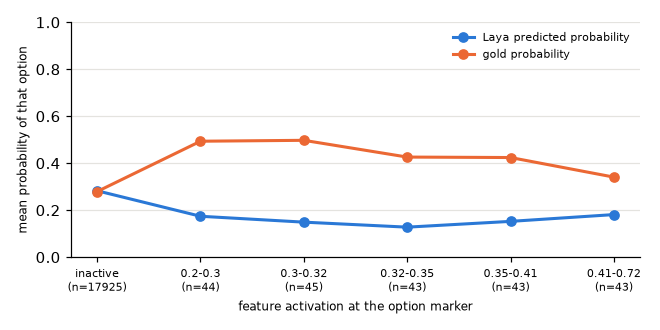 Laya predicted probability
gold probability
mean probability of that option
1.0
0.8
0.6
0.4
0.2
0.0
inactive
(n=17925)
0.2-0.3
(n=44)
0.3-0.32
(n=45)
0.32-0.35
(n=43)
0.35-0.41
(n=43)
0.41-0.72
(n=43)
feature activation at the option marker